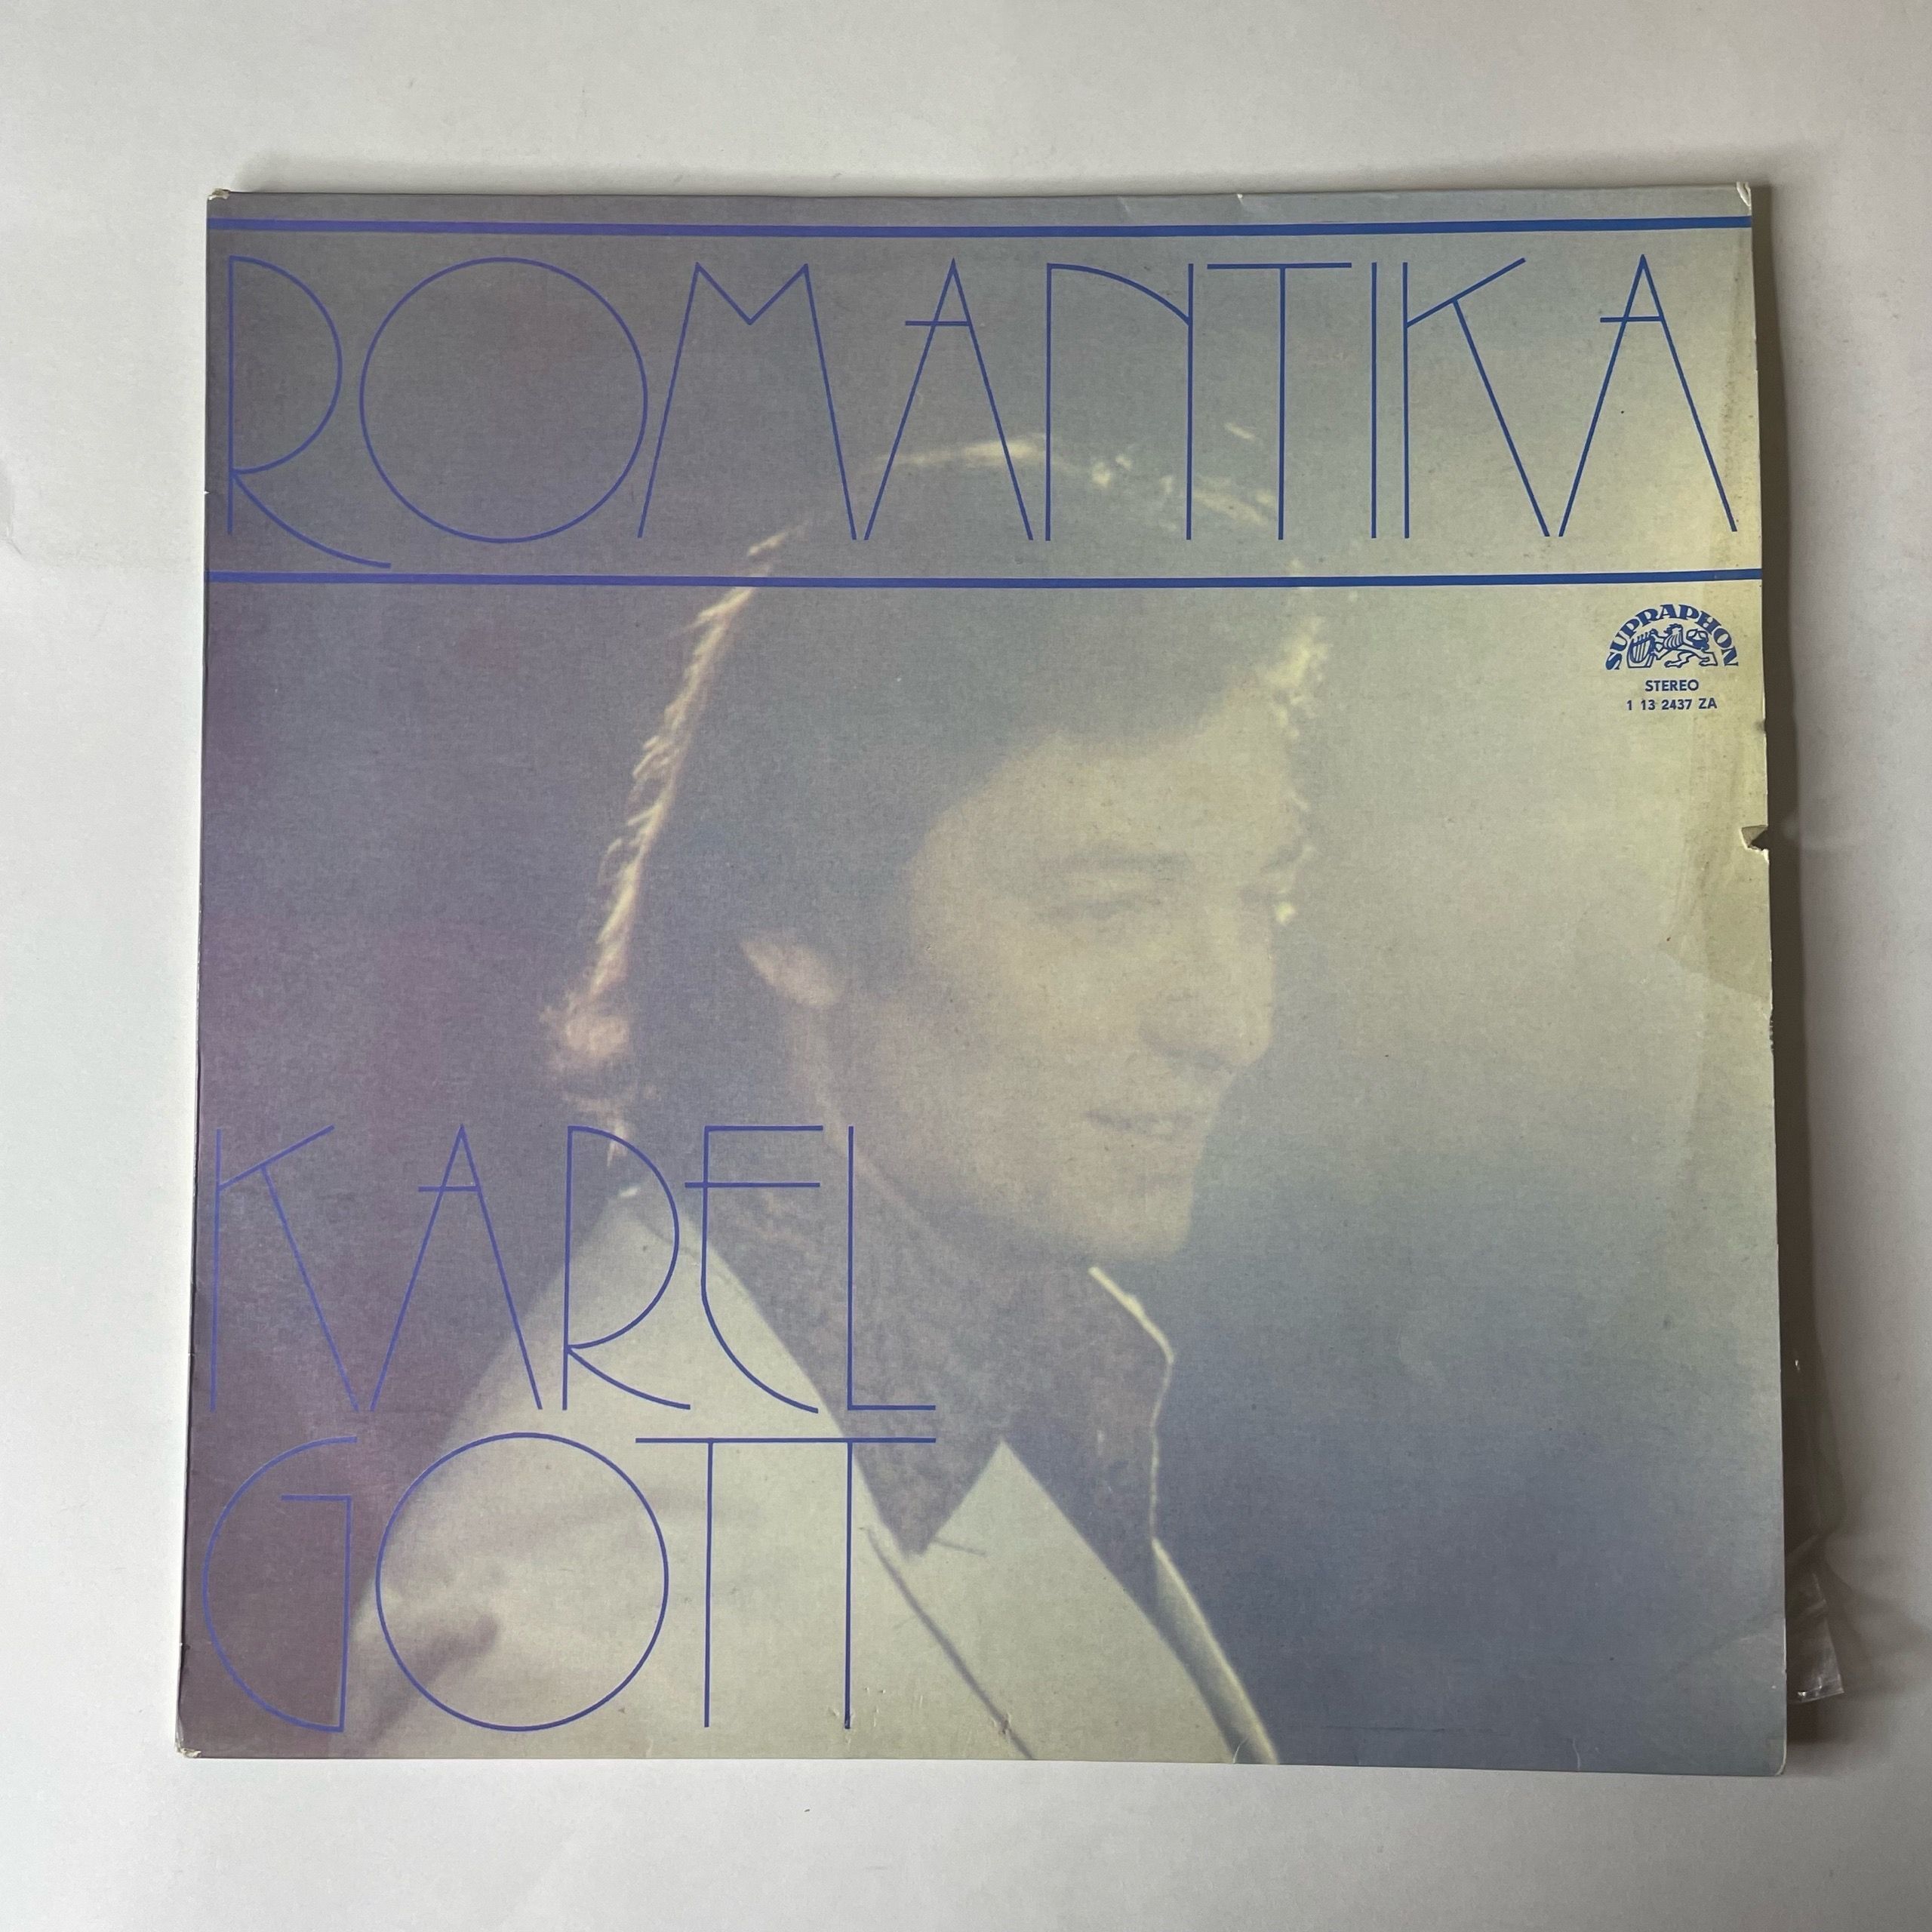 ROMANTIKA
SUPRAPHON
STEREO
1 13 2437 ZA
KAREL
GOTT